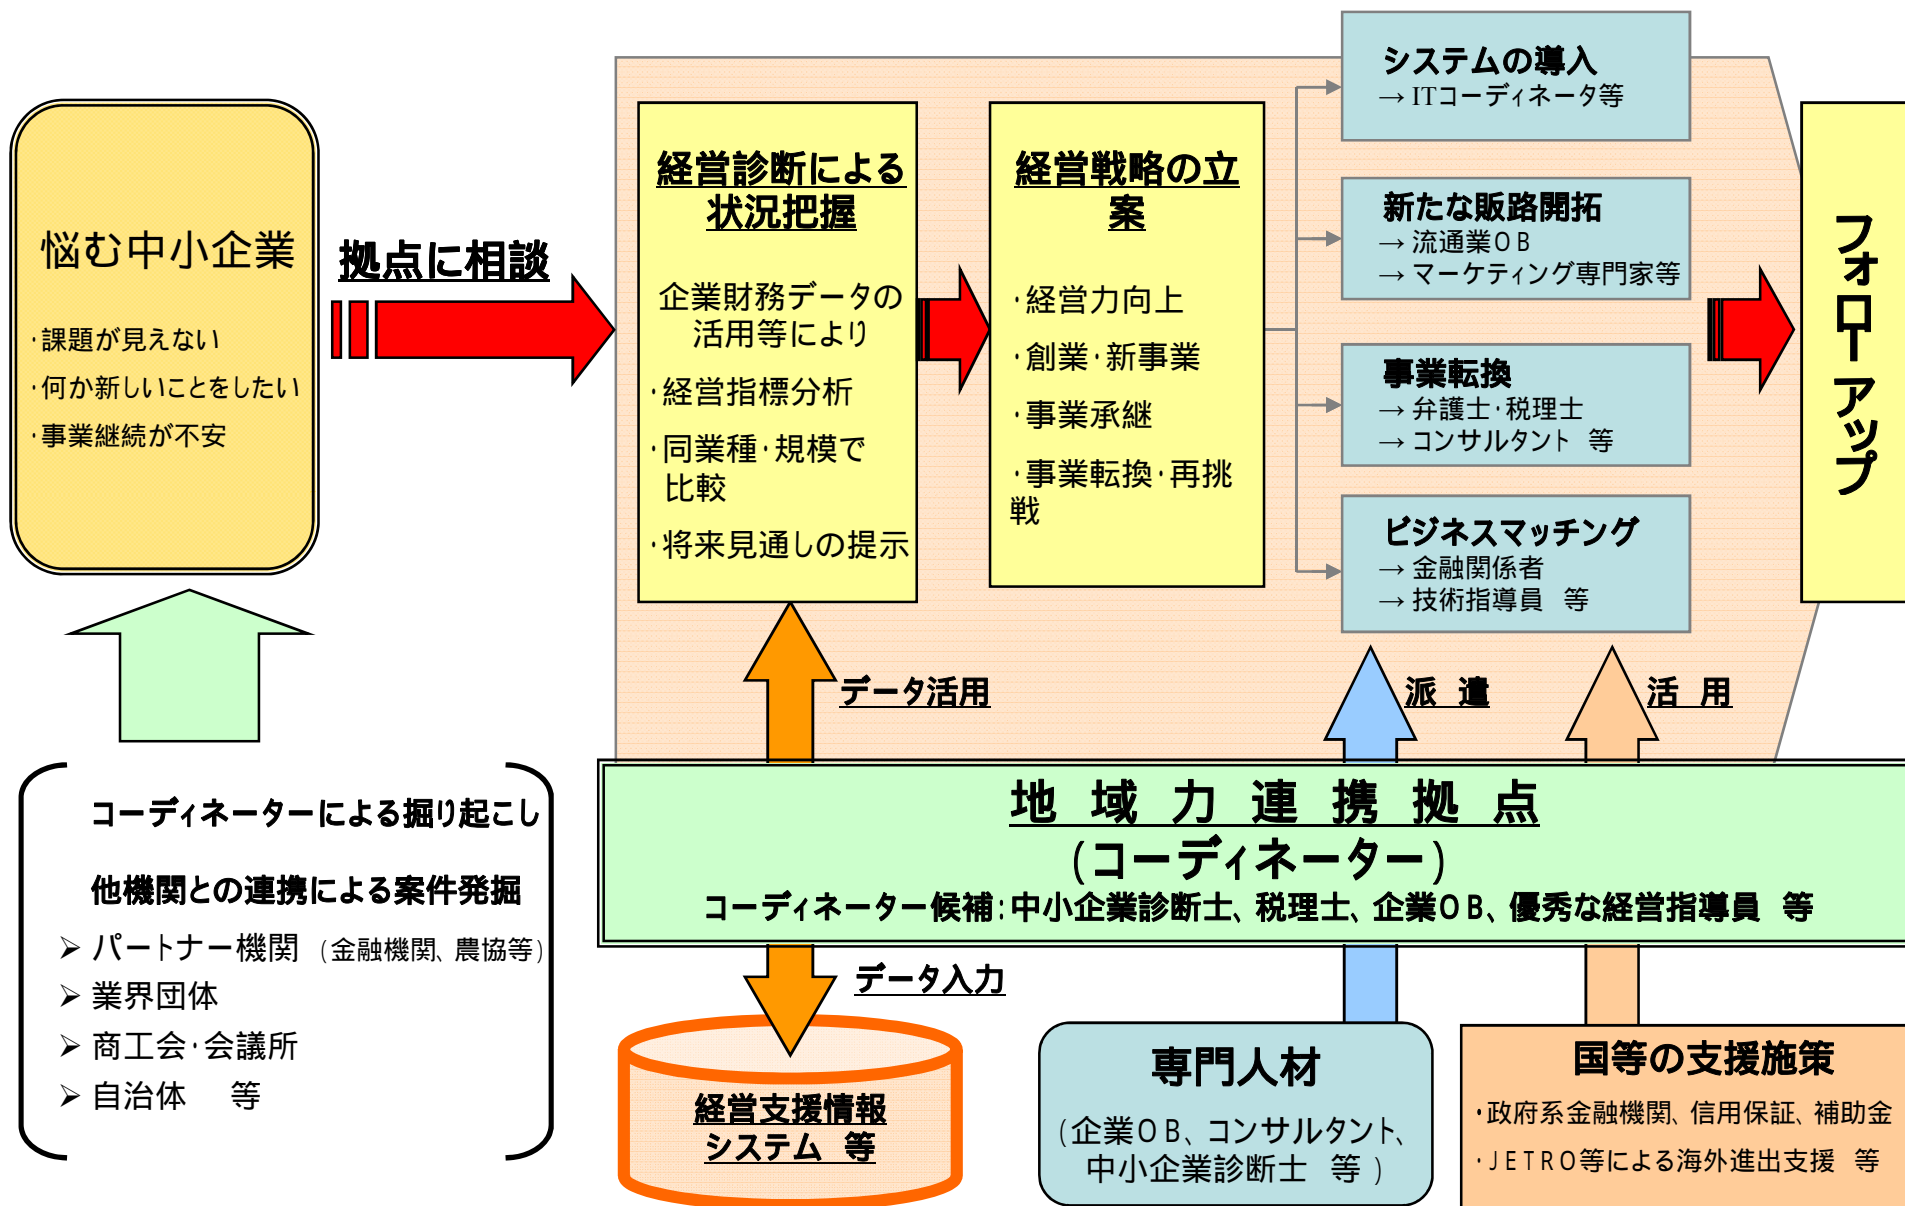 悩む中小企業
・課題が見えない
・何か新しいことをしたい
・事業継続が不安
拠点に相談
経営診断による
状況把握
企業財務データの
活用等により
・経営指標分析
・同業種・規模で
比較
・将来見通しの提示
経営戦略の立
案
・経営力向上
・創業・新事業
・事業承継
・事業転換・再挑
戦
システムの導入
→ ITコーディネータ等
新たな販路開拓
→ 流通業OB
→ マーケティング専門家等
事業転換
→ 弁護士・税理士
→ コンサルタント 等
ビジネスマッチング
→ 金融関係者
→ 技術指導員 等
フォローアップ
データ活用
派 遣
活 用
地 域 力 連 携 拠 点
(コーディネーター)
コーディネーター候補:中小企業診断士、税理士、企業OB、優秀な経営指導員 等
コーディネーターによる掘り起こし
他機関との連携による案件発掘
➢ パートナー機関 (金融機関、農協等)
➢ 業界団体
➢ 商工会・会議所
➢ 自治体 等
データ入力
経営支援情報
システム 等
専門人材
(企業OB、コンサルタント、
中小企業診断士 等)
国等の支援施策
・政府系金融機関、信用保証、補助金
・JETRO等による海外進出支援 等